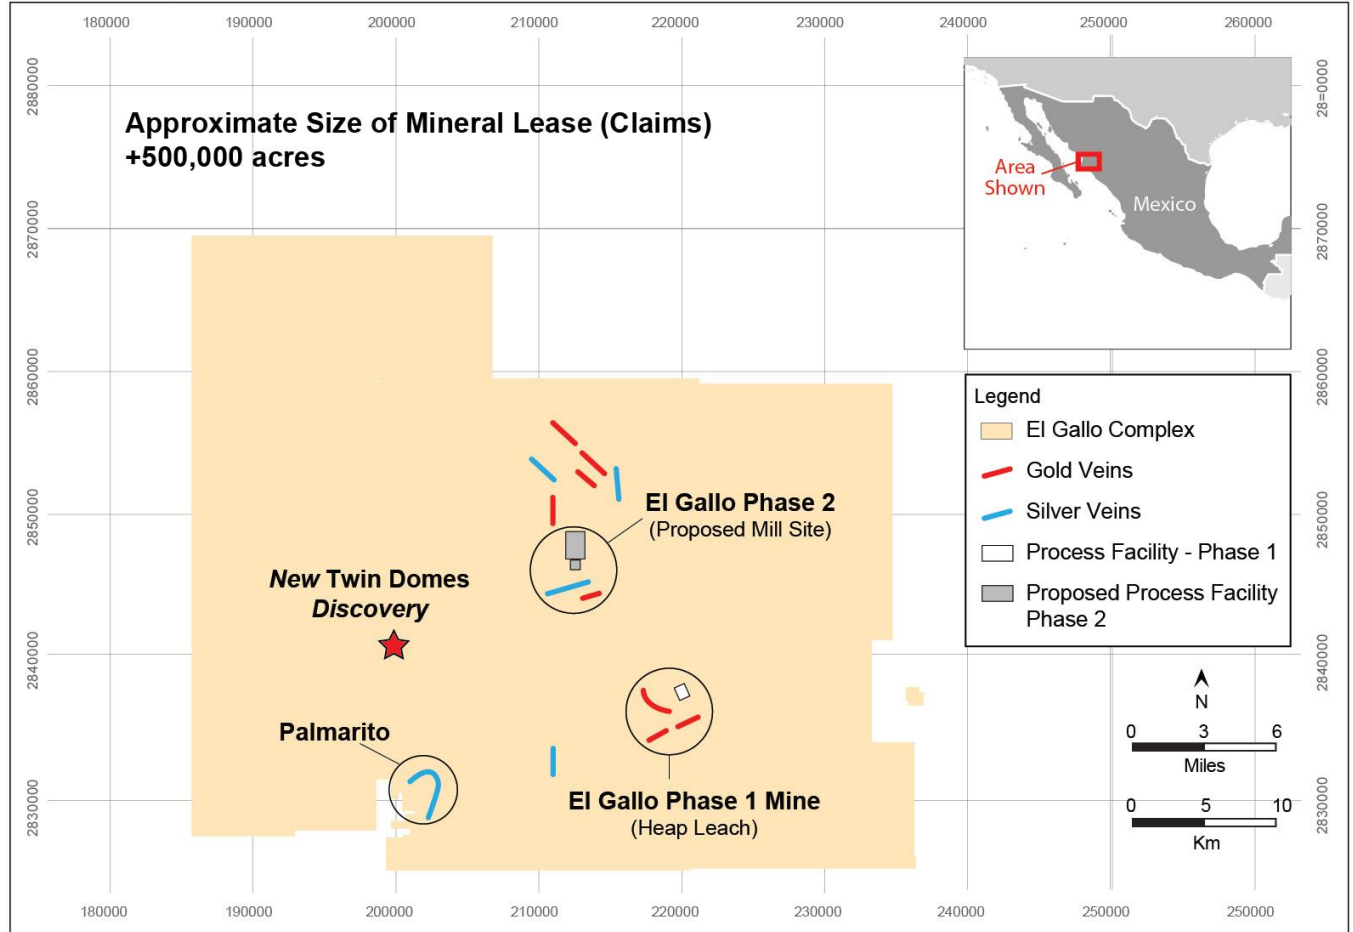 180000 190000 200000 210000 220000 230000 240000 250000 260000
2880000
28=0000
Approximate Size of Mineral Lease (Claims)
+500,000 acres
Area
Shown
Mexico
2870000
2870000
2860000
2860000
Legend
El Gallo Complex
Gold Veins
Silver Veins
Process Facility - Phase 1
Proposed Process Facility
Phase 2
2850000
2850000
El Gallo Phase 2
(Proposed Mill Site)
New Twin Domes
Discovery
2840000
2840000
N
0 3 6
Miles
0 5 10
Km
Palmarito
2830000
2830000
El Gallo Phase 1 Mine
(Heap Leach)
180000 190000 200000 210000 220000 230000 240000 250000 260000